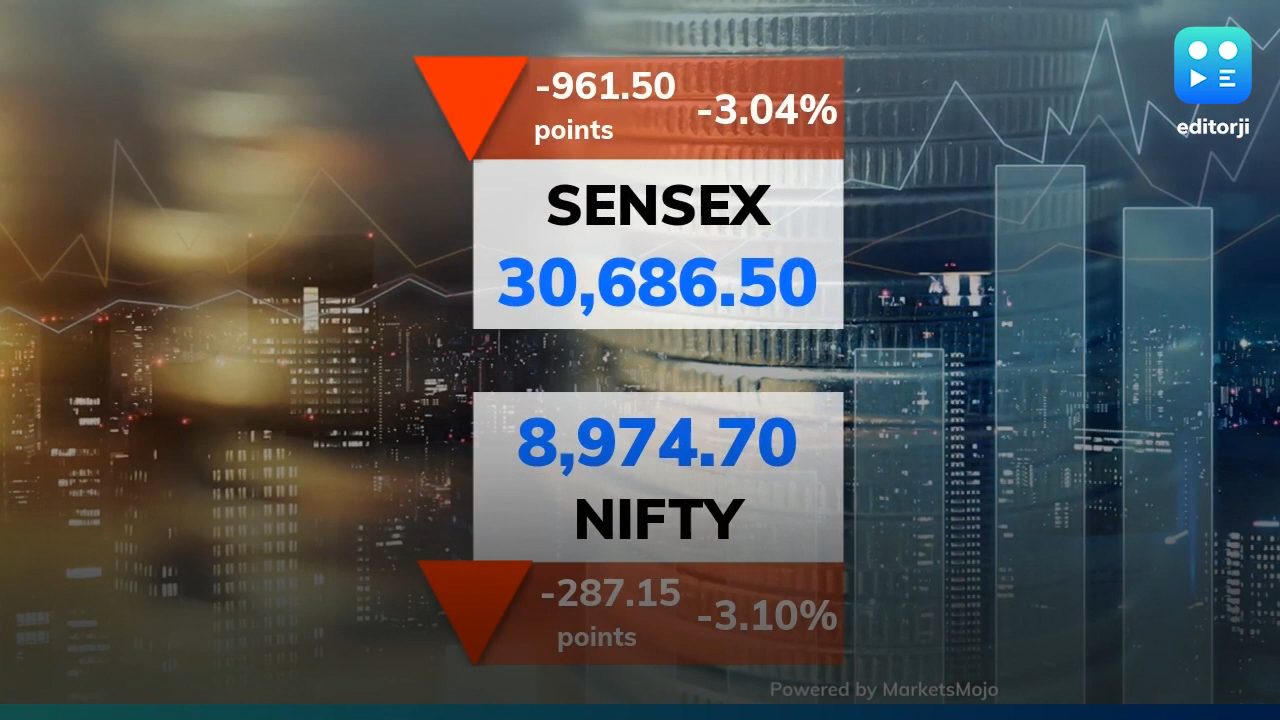 -961.50
points
-3.04%
SENSEX
30,686.50
8,974.70
NIFTY
-287.15
points
-3.10%
editorji
Powered by MarketsMojo